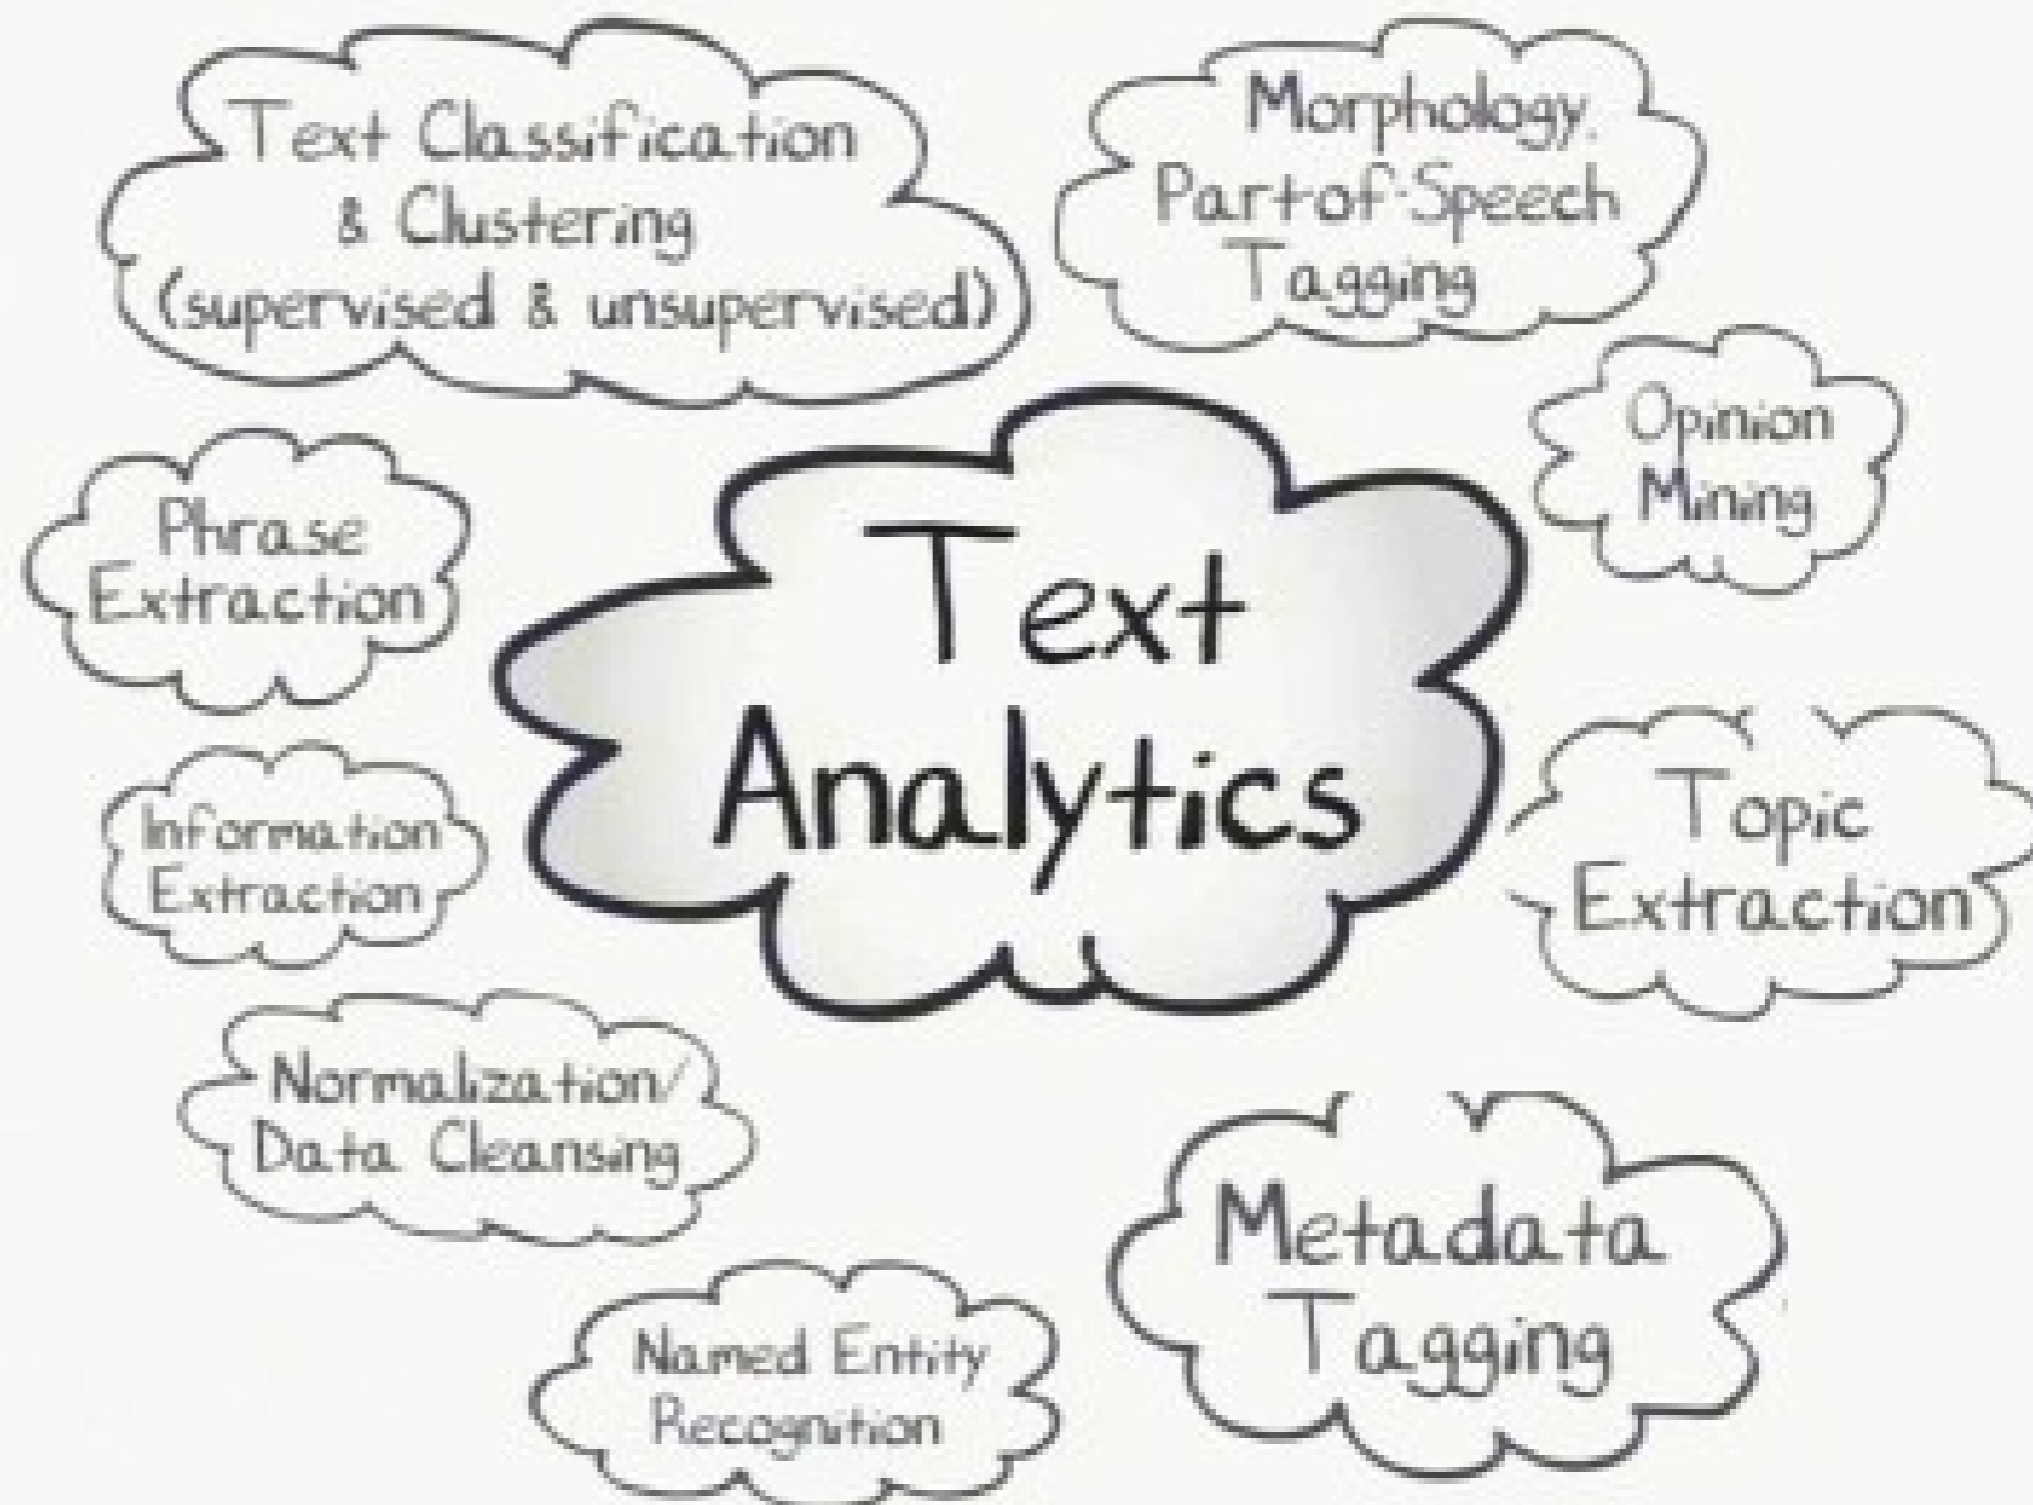 Text Classification
& Clustering
(supervised & unsupervised)
Morphology,
Part-of-Speech
Tagging
Opinion
Mining
Phrase
Extraction
Text
Analytics
Information
Extraction
Topic
Extraction
Normalization/
Data Cleansing
Metadata
Tagging
Named Entity
Recognition